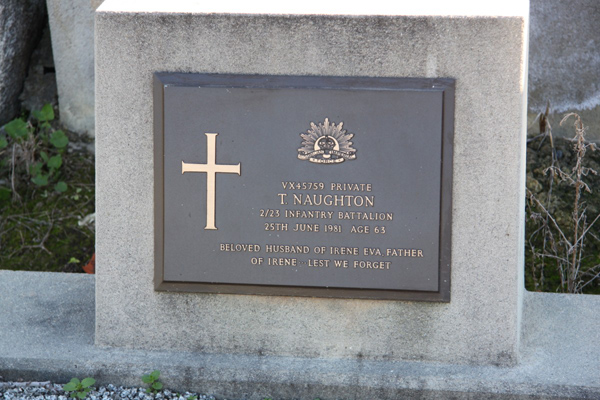 VX45759 PRIVATE
T. NAUGHTON
2/23 INFANTRY BATTALION
25TH JUNE 1981 AGE 63
BELOVED HUSBAND OF IRENE EVA. FATHER
OF IRENE. LEST WE FORGET